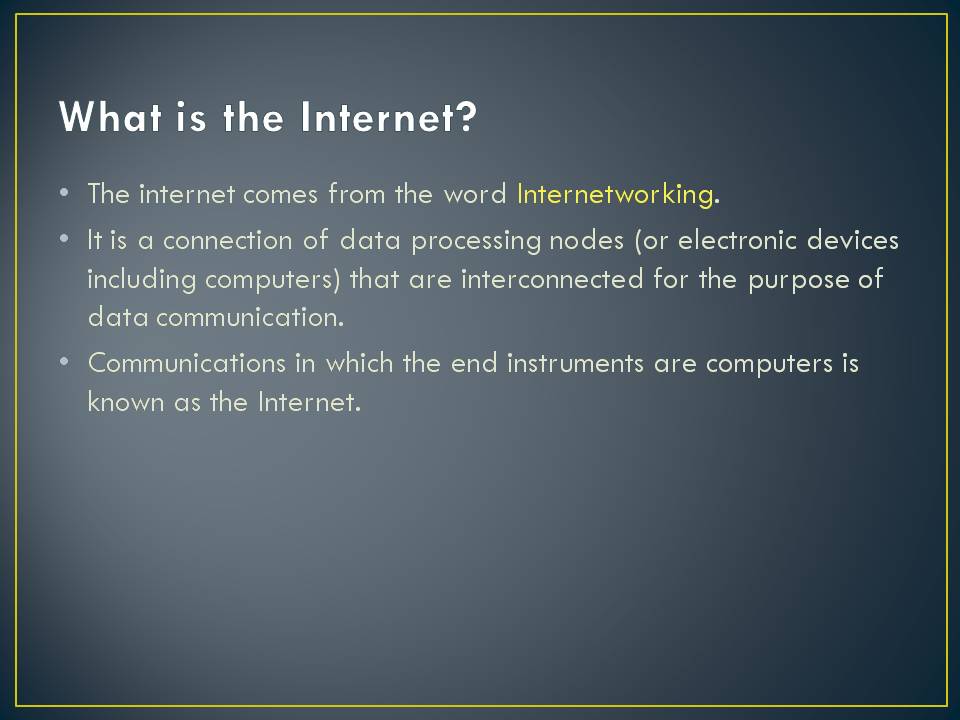 What is the Internet?
• The internet comes from the word Internetworking.
• It is a connection of data processing nodes (or electronic devices
including computers) that are interconnected for the purpose of
data communication.
• Communications in which the end instruments are computers is
known as the Internet.